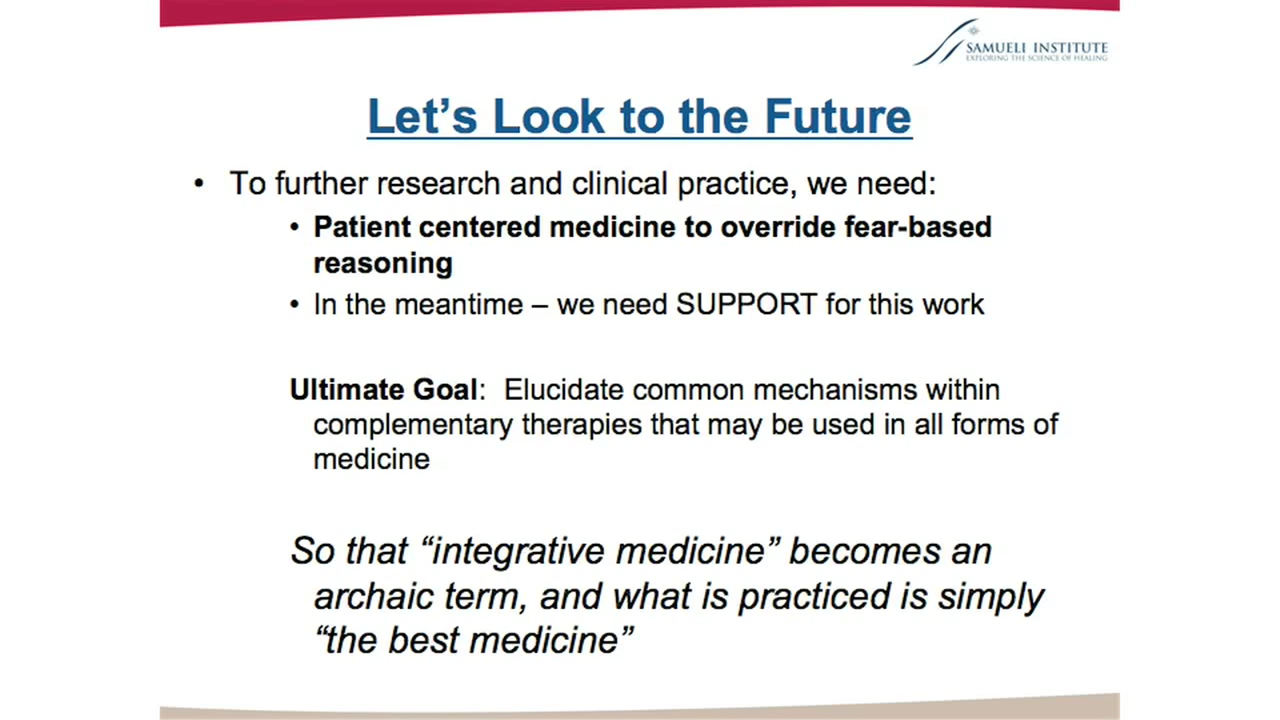 SAMUELI INSTITUTE
EXPLORING THE SCIENCE OF HEALING
Let’s Look to the Future
• To further research and clinical practice, we need:
• Patient centered medicine to override fear-based
reasoning
• In the meantime – we need SUPPORT for this work
Ultimate Goal: Elucidate common mechanisms within
complementary therapies that may be used in all forms of
medicine
So that “integrative medicine” becomes an
archaic term, and what is practiced is simply
“the best medicine”